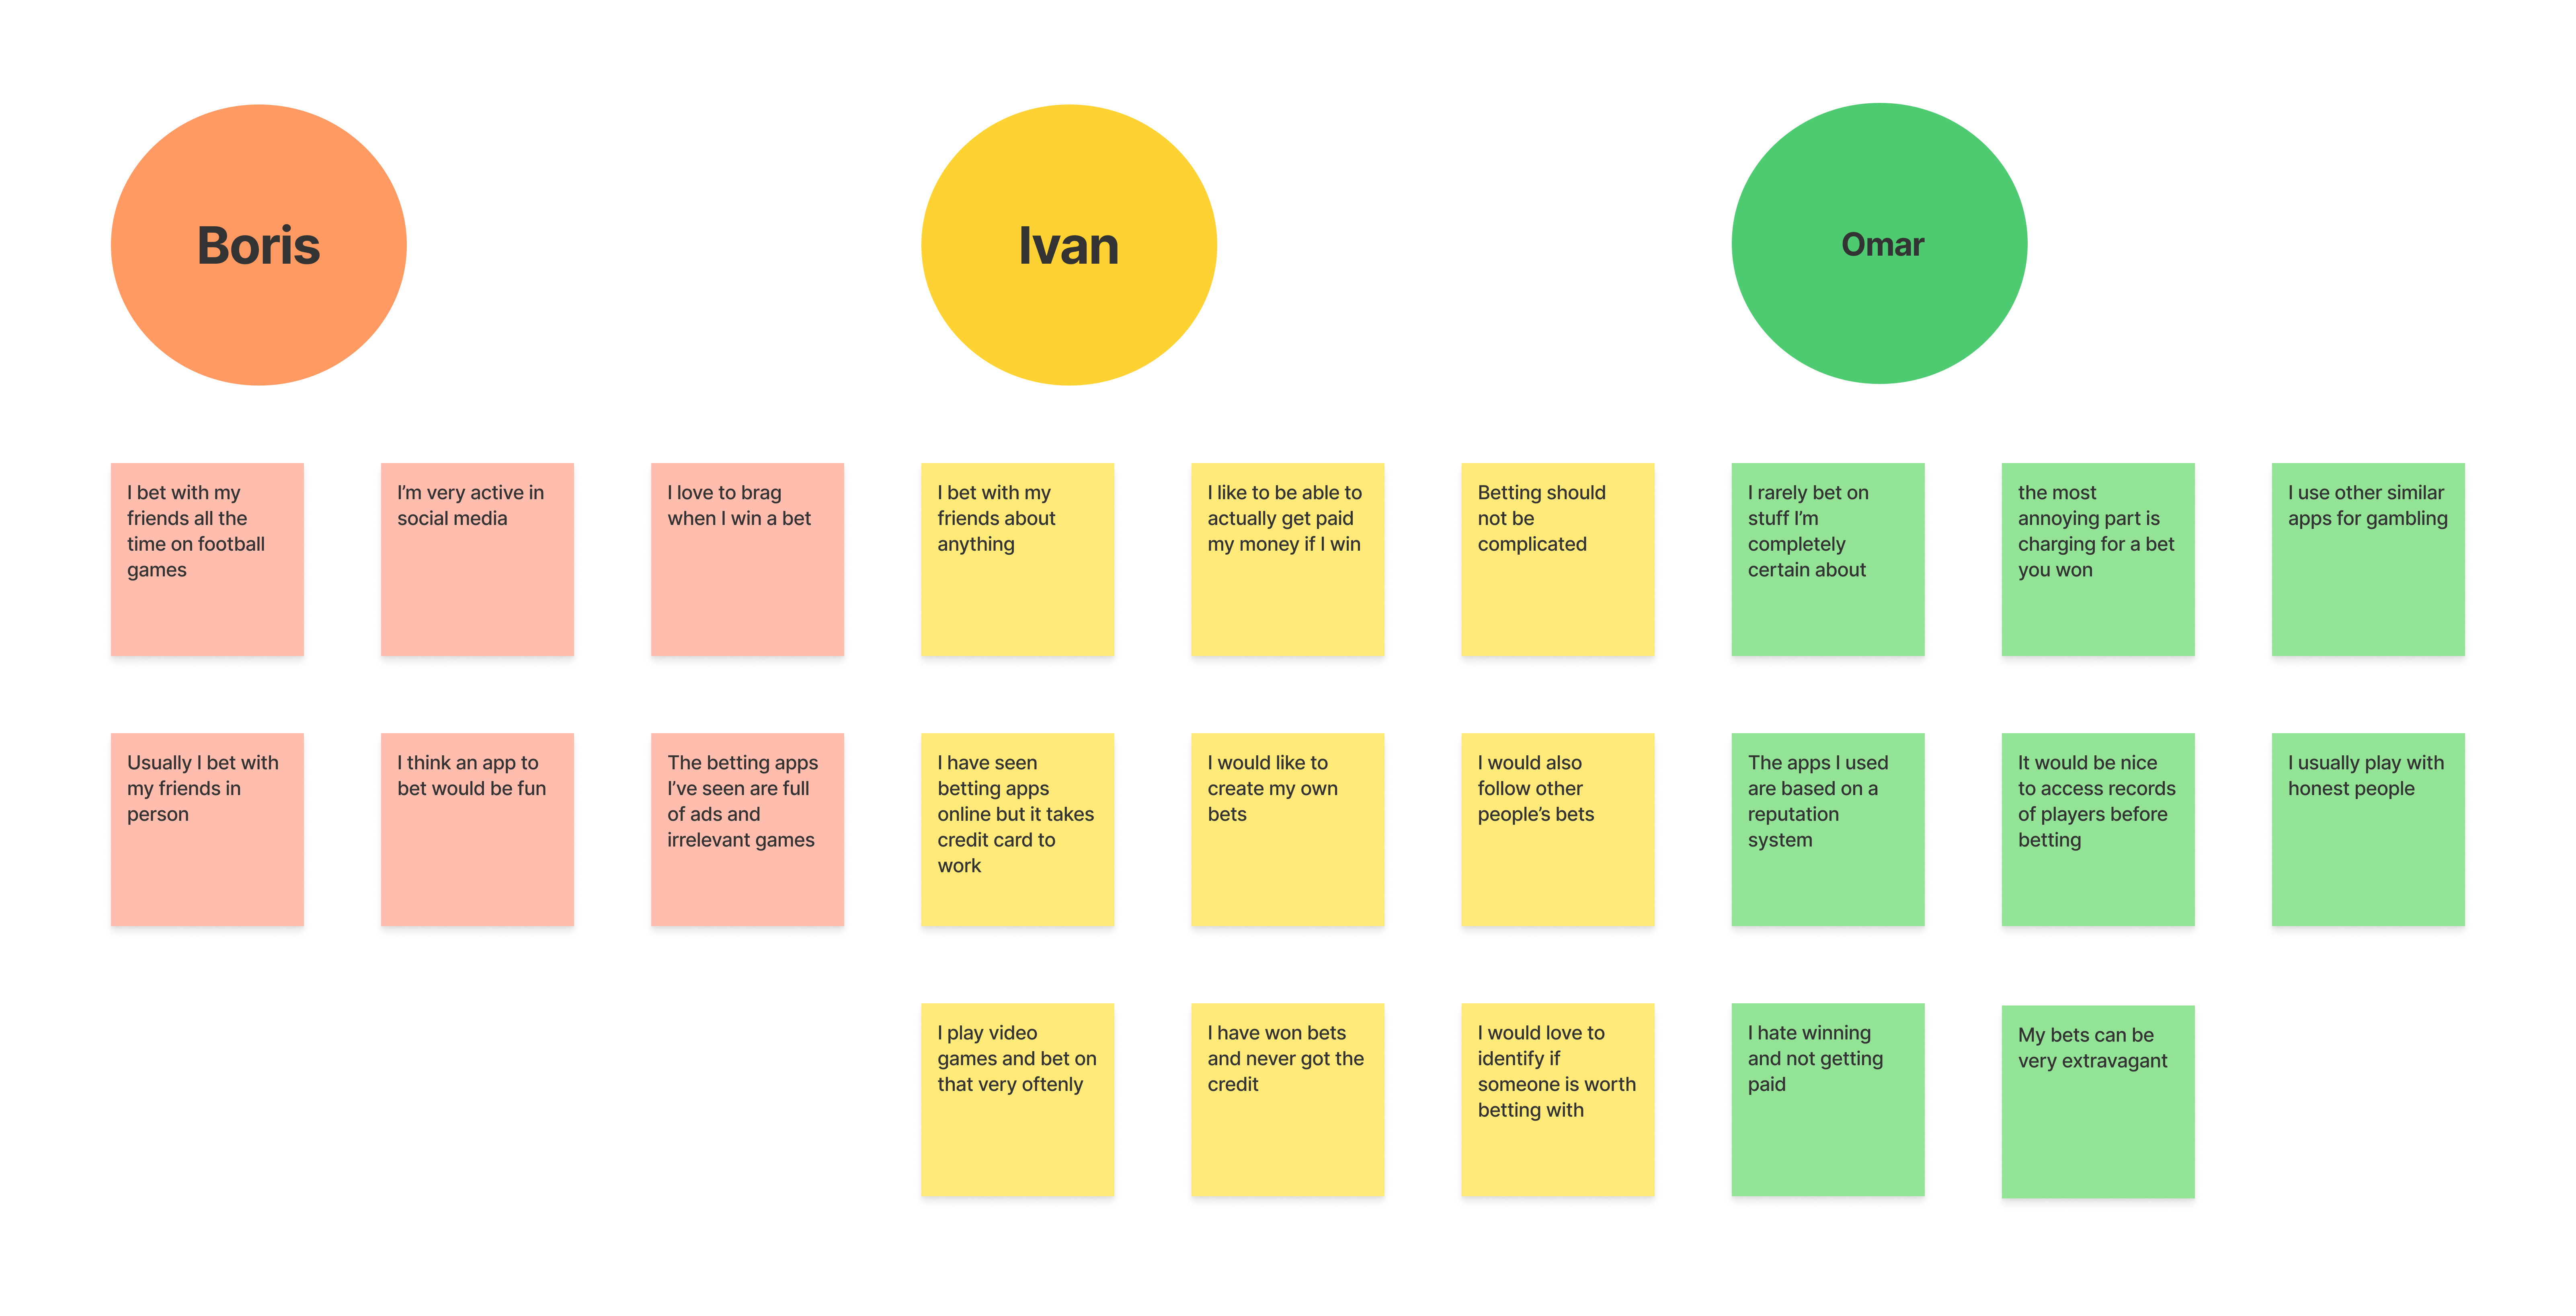 Boris
Ivan
Omar
I bet with my
friends all the
time on football
games
I'm very active in
social media
I love to brag
when I win a bet
I bet with my
friends about
anything
I like to be able to
actually get paid
my money if I win
Betting should
not be
complicated
I rarely bet on
stuff I'm
completely
certain about
the most
annoying part is
charging for a bet
you won
I use other similar
apps for gambling
Usually I bet with
my friends in
person
I think an app to
bet would be fun
The betting apps
I've seen are full
of ads and
irrelevant games
I have seen
betting apps
online but it takes
credit card to
work
I would like to
create my own
bets
I would also
follow other
people's bets
The apps I used
are based on a
reputation
system
It would be nice
to access records
of players before
betting
I usually play with
honest people
I play video
games and bet on
that very oftenly
I have won bets
and never got the
credit
I would love to
identify if
someone is worth
betting with
I hate winning
and not getting
paid
My bets can be
very extravagant